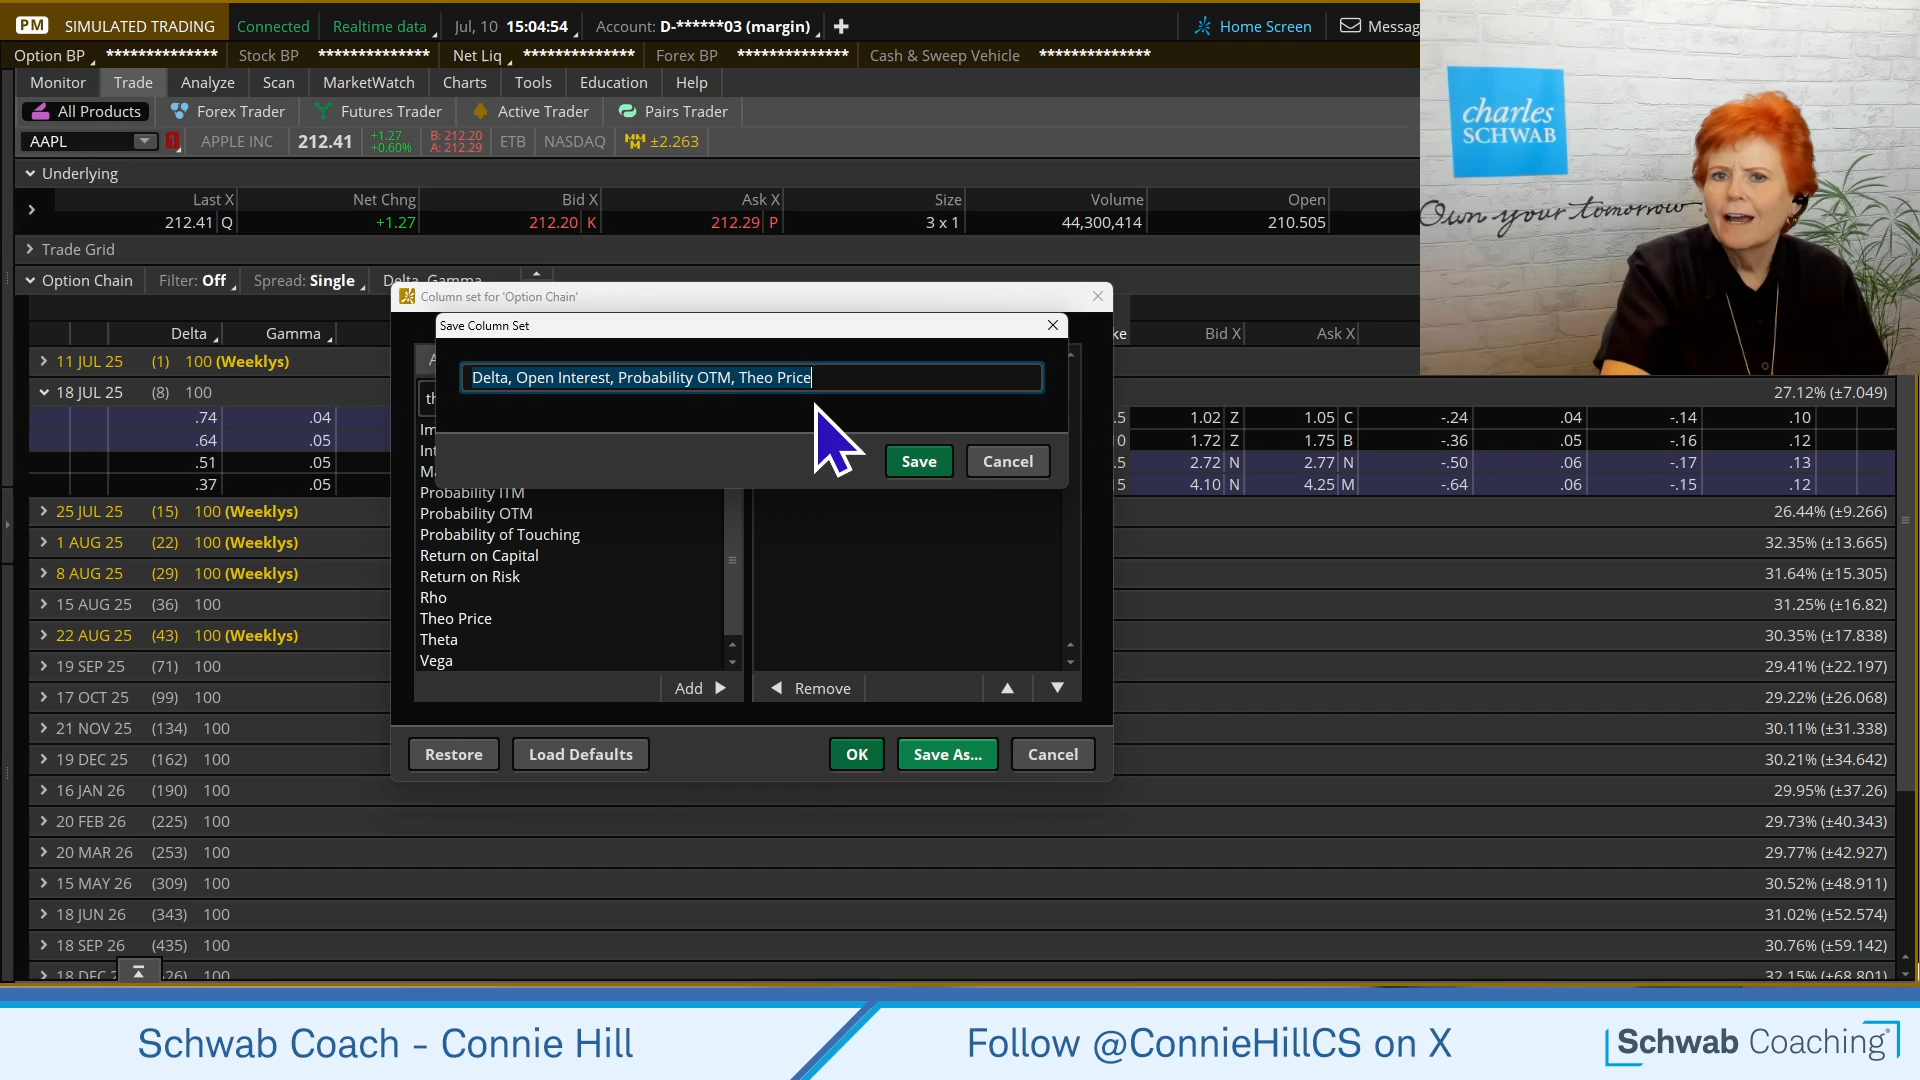 PM SIMULATED TRADING Connected Realtime data Jul, 10 15:04:54 Account: D-******03 (margin) Home Screen Messag
Option BP ************** Stock BP ************** Net Liq ************** Forex BP ************** Cash & Sweep Vehicle **************
Monitor Trade Analyze Scan MarketWatch Charts Tools Education Help
All Products Forex Trader Futures Trader Active Trader Pairs Trader
AAPL 1 APPLE INC 212.41 +1.27 +0.60% B: 212.20 A: 212.29 ETB NASDAQ ±2.263
Underlying
Last X Net Chng Bid X Ask X Size Volume Open
212.41 Q +1.27 212.20 K 212.29 P 3 x 1 44,300,414 210.505
Trade Grid
Option Chain Filter: Off Spread: Single Delta, Gamma
Column set for 'Option Chain'
Save Column Set
Delta Gamma ke Bid X Ask X
11 JUL 25 (1) 100 (Weeklys)
Delta, Open Interest, Probability OTM, Theo Price
18 JUL 25 (8) 100 27.12% (±7.049)
.74 .04 .5 1.02 Z 1.05 C -.24 .04 -.14 .10
.64 .05 0 1.72 Z 1.75 B -.36 .05 -.16 .12
.51 .05 .5 2.72 N 2.77 N -.50 .06 -.17 .13
.37 .05 5 4.10 N 4.25 M -.64 .06 -.15 .12
Save Cancel
Probability ITM
Probability OTM
Probability of Touching
Return on Capital
Return on Risk
Rho
Theo Price
Theta
Vega
Add Remove
Restore Load Defaults OK Save As... Cancel
25 JUL 25 (15) 100 (Weeklys) 26.44% (±9.266)
1 AUG 25 (22) 100 (Weeklys) 32.35% (±13.665)
8 AUG 25 (29) 100 (Weeklys) 31.64% (±15.305)
15 AUG 25 (36) 100 31.25% (±16.82)
22 AUG 25 (43) 100 (Weeklys) 30.35% (±17.838)
19 SEP 25 (71) 100 29.41% (±22.197)
17 OCT 25 (99) 100 29.22% (±26.068)
21 NOV 25 (134) 100 30.11% (±31.338)
19 DEC 25 (162) 100 30.21% (±34.642)
16 JAN 26 (190) 100 29.95% (±37.26)
20 FEB 26 (225) 100 29.73% (±40.343)
20 MAR 26 (253) 100 29.77% (±42.927)
15 MAY 26 (309) 100 30.52% (±48.911)
18 JUN 26 (343) 100 31.02% (±52.574)
18 SEP 26 (435) 100 30.76% (±59.142)
18 DEC 26) 100 32.15% (±68.801)
charles
SCHWAB
Own your tomorrow
Schwab Coach - Connie Hill Follow @ConnieHillCS on X Schwab Coaching®